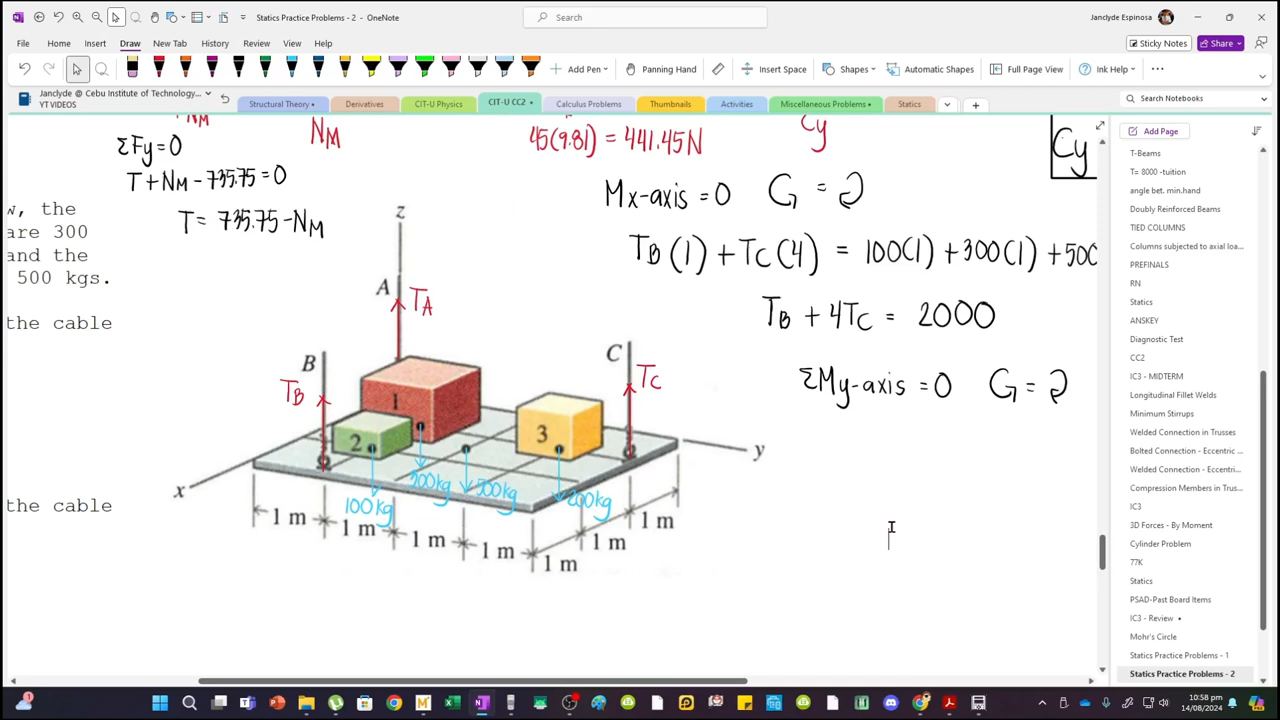 Statics Practice Problems - 2 - OneNote
Search
Janclyde Espinosa
File Home Insert Draw New Tab History Review View Help
Sticky Notes
Share
Add Pen
Panning Hand
Insert Space
Shapes
Automatic Shapes
Full Page View
Ink Help
Janclyde @ Cebu Institute of Technology...
YT VIDEOS
Structural Theory
Derivatives
CIT-U Physics
CIT-U CC2
Calculus Problems
Thumbnails
Activities
Miscellaneous Problems
Statics
Search Notebooks
Add Page
T-Beams
T= 8000 -tuition
angle bet. min.hand
Doubly Reinforced Beams
TIED COLUMNS
Columns subjected to axial loa...
PREFINALS
RN
Statics
ANSKEY
Diagnostic Test
CC2
IC3 - MIDTERM
Longitudinal Fillet Welds
Minimum Stirrups
Welded Connection in Trusses
Bolted Connection - Eccentric ...
Welded Connection - Eccentri...
Compression Members in Trus...
IC3
3D Forces - By Moment
Cylinder Problem
77K
Statics
PSAD-Past Board Items
IC3 - Review
Mohr's Circle
Statics Practice Problems - 1
Statics Practice Problems - 2
NM
ΣFy=0
T+NM-735.75=0
T= 735.75-NM
45(9.81) = 441.45N
Cy
Cy
w, the
are 300
and the
500 kgs.
the cable
the cable
Mx-axis =0 G = 
TB(1) + TC(4) = 100(1) +300(1) +500
TB + 4TC = 2000
ΣMy-axis =0 G = 
z
A
TA
B
TB
C
TC
1
2
3
x
y
100kg
300kg
500kg
200kg
1 m
1 m
1 m
1 m
1 m
1 m
1 m
10:58 pm
14/08/2024